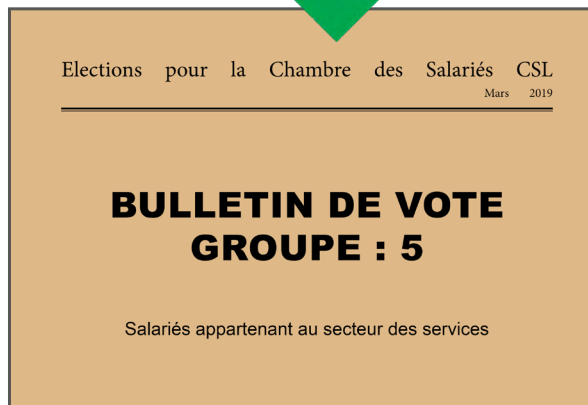 Elections pour la Chambre des Salariés CSL
Mars 2019
BULLETIN DE VOTE
GROUPE : 5
Salariés appartenant au secteur des services